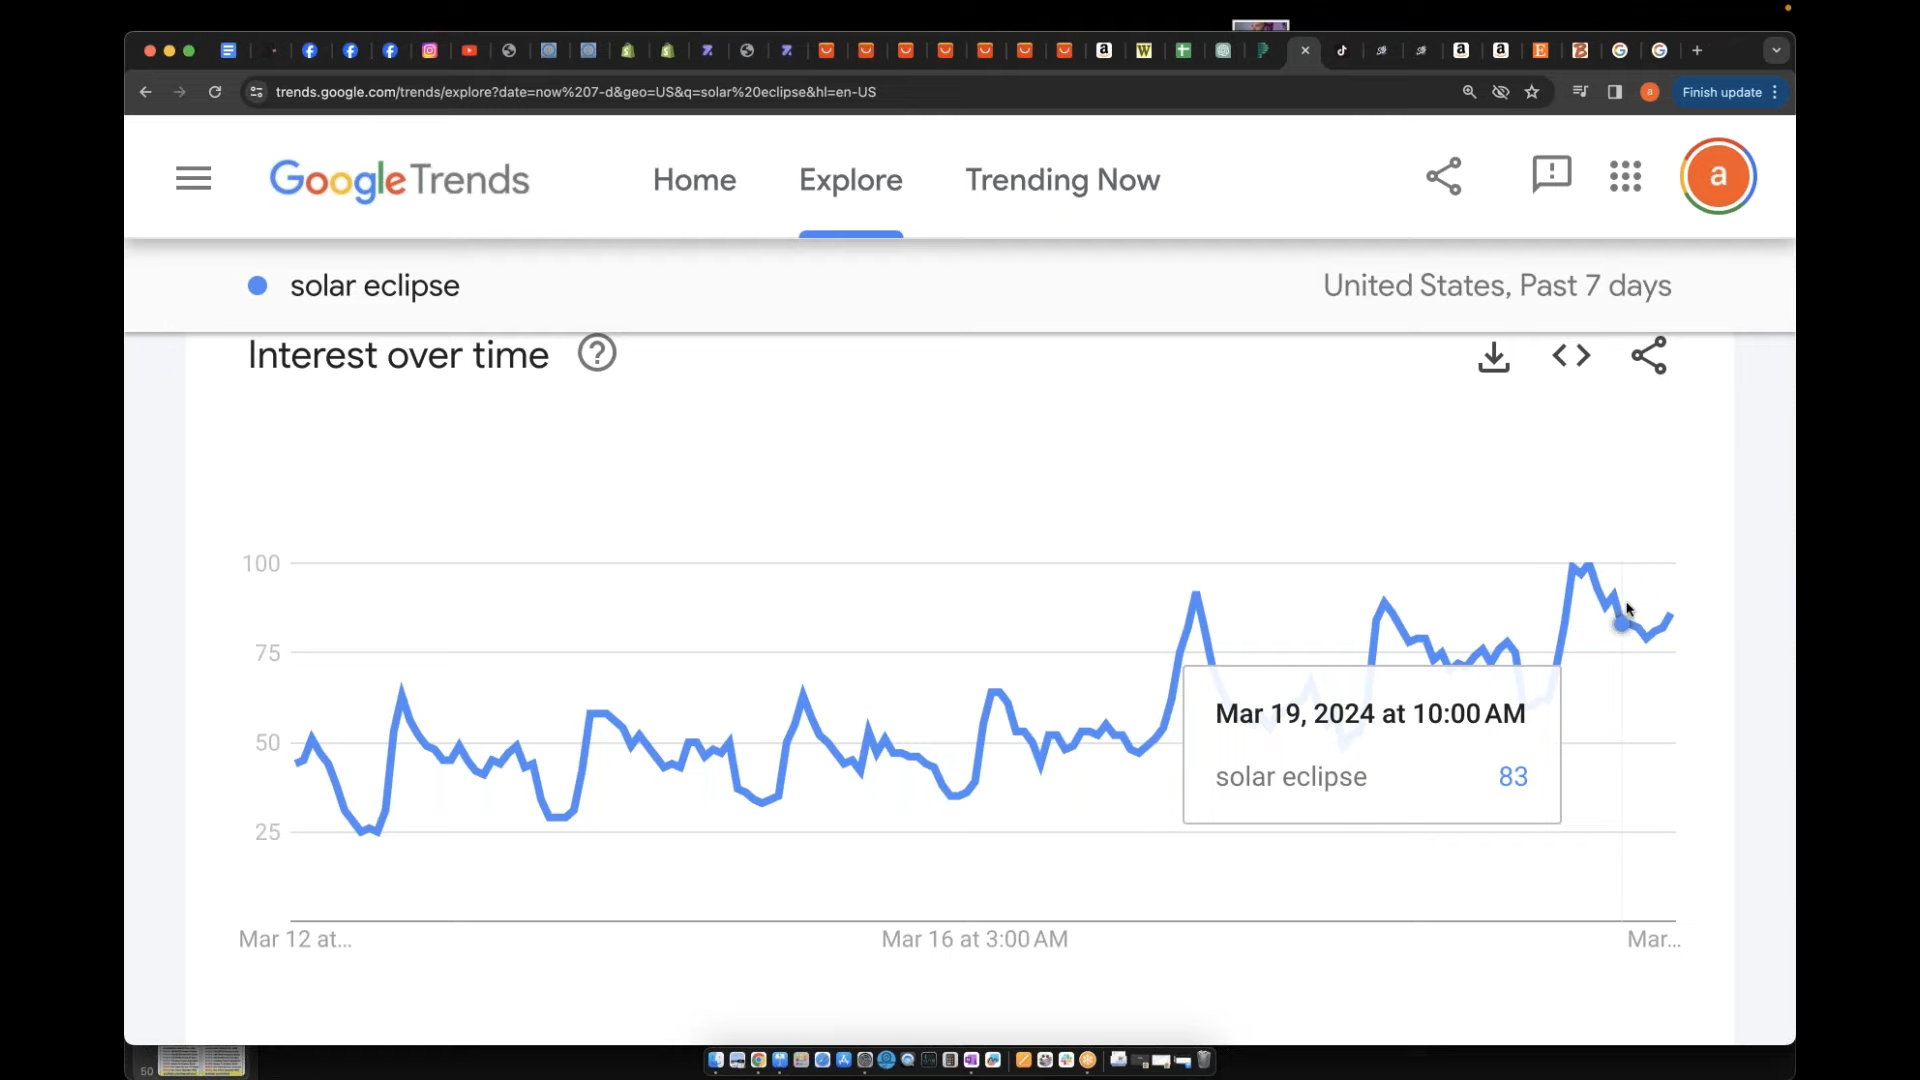 trends.google.com/trends/explore?date=now%207-d&geo=US&q=solar%20eclipse&hl=en-US
Finish update
Google Trends
Home
Explore
Trending Now
a
solar eclipse
United States, Past 7 days
Interest over time
100
75
50
25
Mar 19, 2024 at 10:00 AM
solar eclipse 83
Mar 12 at...
Mar 16 at 3:00 AM
Mar...
50